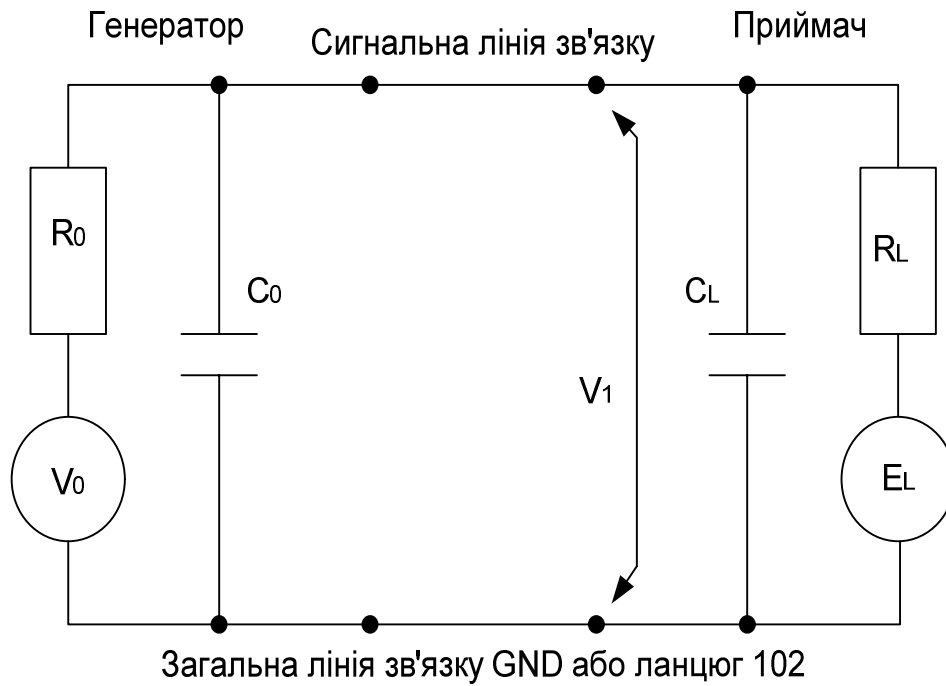 Генератор
Сигнальна лінія зв'язку
Приймач
R0
C0
V0
V1
CL
RL
EL
Загальна лінія зв'язку GND або ланцюг 102